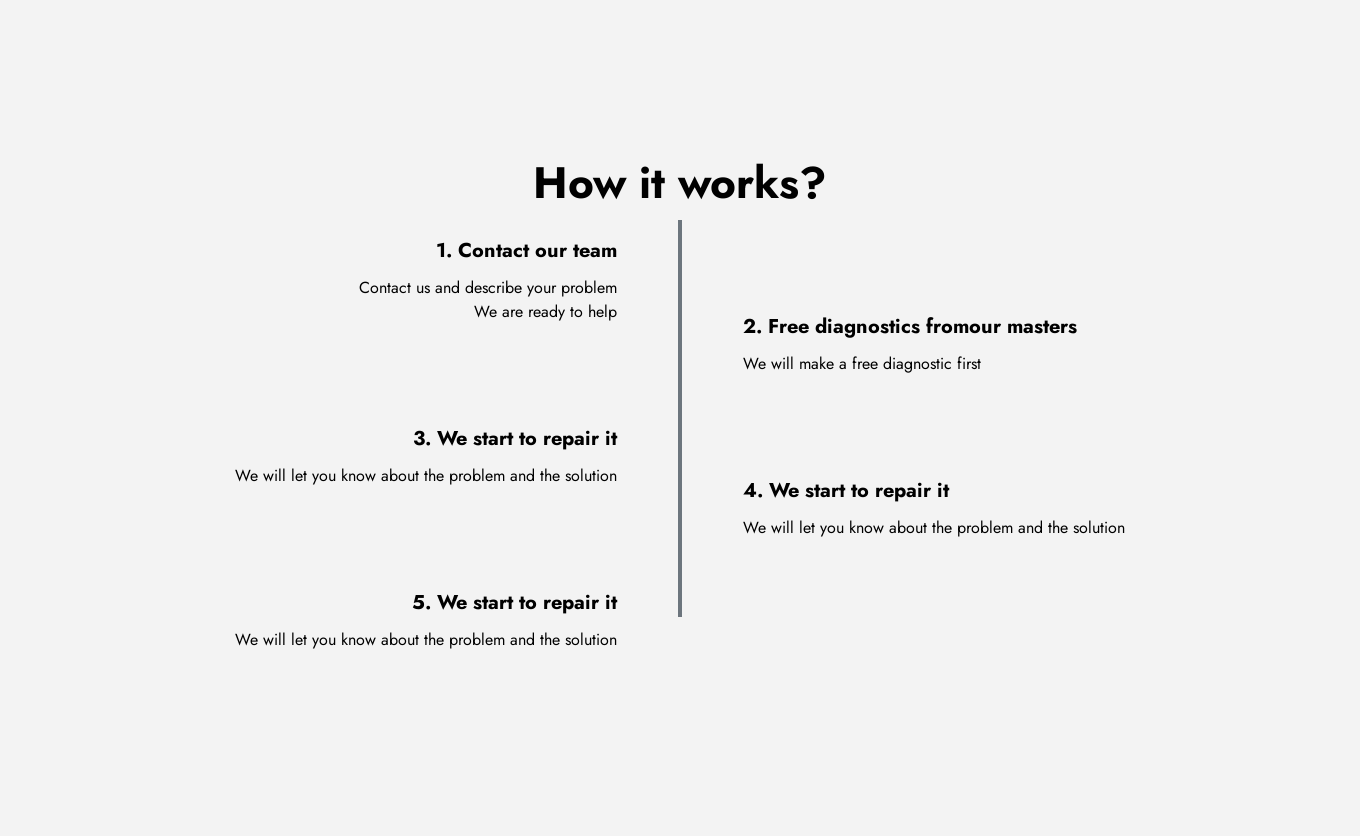 How it works?
1. Contact our team
Contact us and describe your problem
We are ready to help
2. Free diagnostics fromour masters
We will make a free diagnostic first
3. We start to repair it
We will let you know about the problem and the solution
4. We start to repair it
We will let you know about the problem and the solution
5. We start to repair it
We will let you know about the problem and the solution